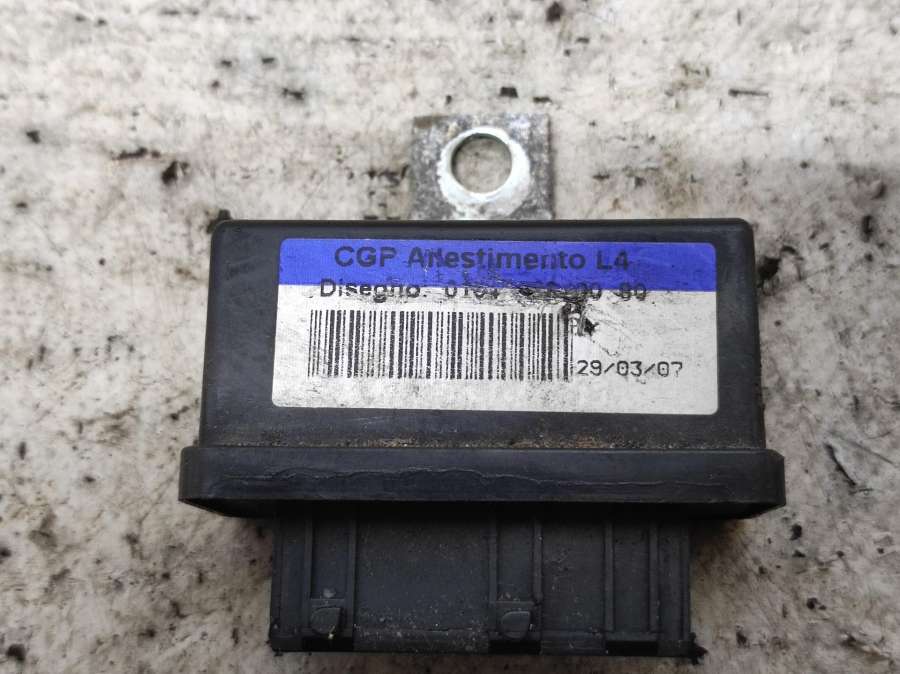 CGP Allestimento L4
Disegno:
29/03/07